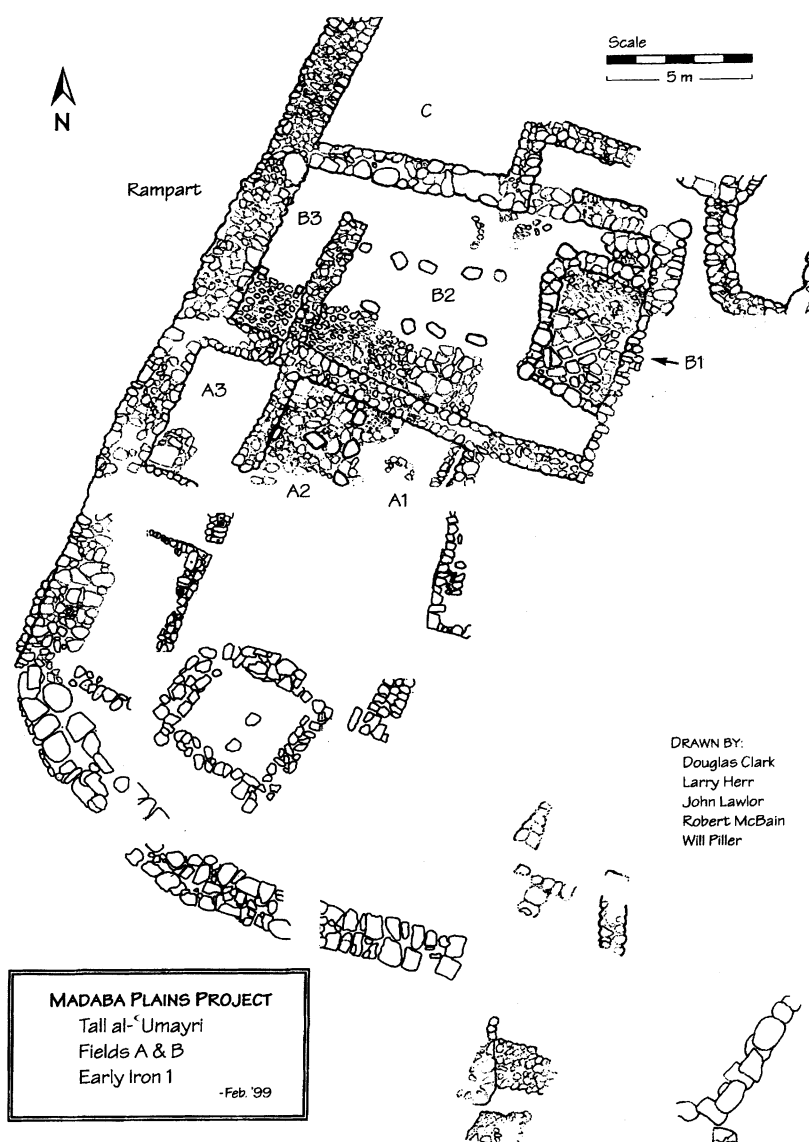 Scale
5 m
N
C
Rampart
B3
B2
B1
A3
A2
A1
DRAWN BY:
Douglas Clark
Larry Herr
John Lawlor
Robert McBain
Will Piller
MADABA PLAINS PROJECT
Tall al-ʿUmayri
Fields A & B
Early Iron 1
-Feb. '99